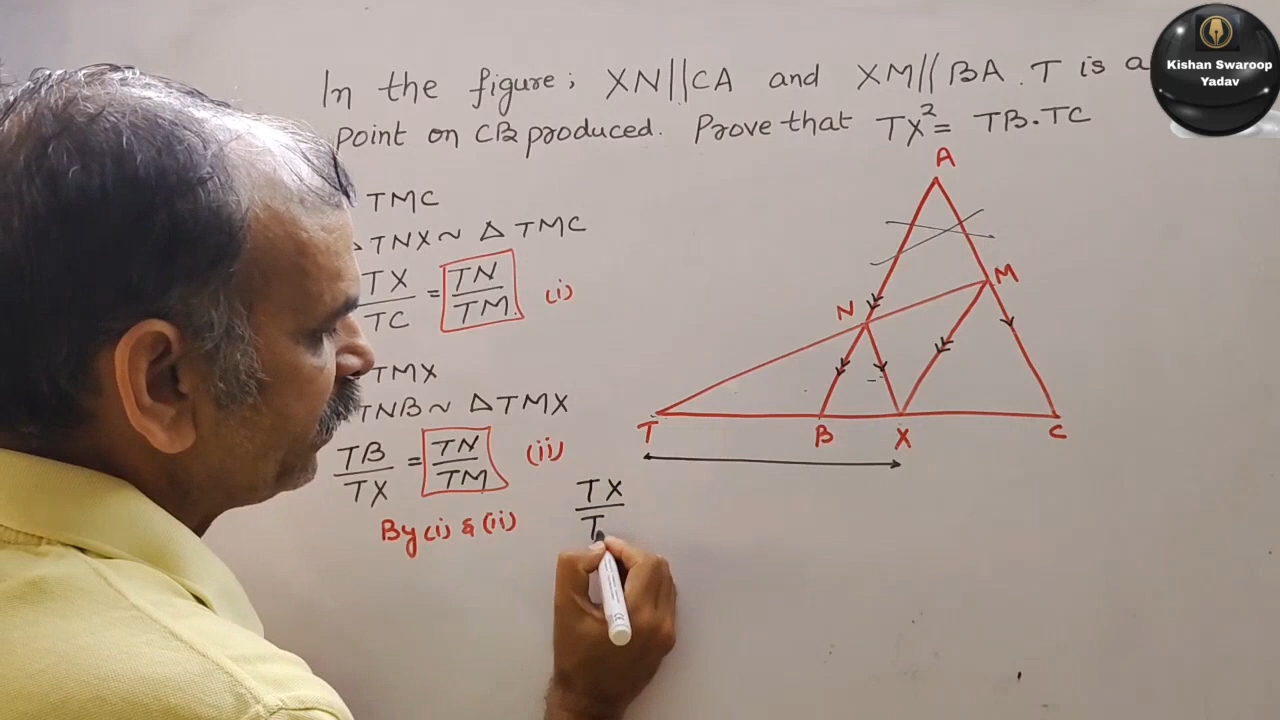 In the figure; XN||CA and XM||BA. T is a
point on CB produced. Prove that TX²= TB.TC
TMC
TNX ~ Δ TMC
TX/TC = TN/TM. (i)
TMX
TNB ~ ΔTMX
TB/TX = TN/TM (ii)
By (i) & (ii) TX/T
A
M
N
T B X C
Kishan Swaroop
Yadav